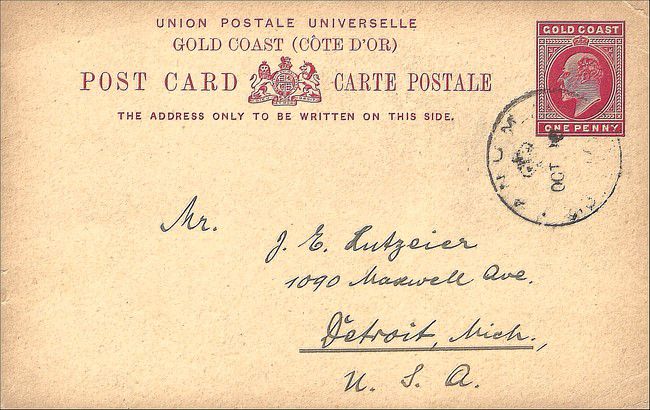 UNION POSTALE UNIVERSELLE
GOLD COAST (CÔTE D'OR)
POST CARD CARTE POSTALE
THE ADDRESS ONLY TO BE WRITTEN ON THIS SIDE.
GOLD COAST
ONE PENNY
OCT
Mr.
J. E. Lutzeier
1090 Maxwell Ave.
Detroit, Mich.,
U. S. A.